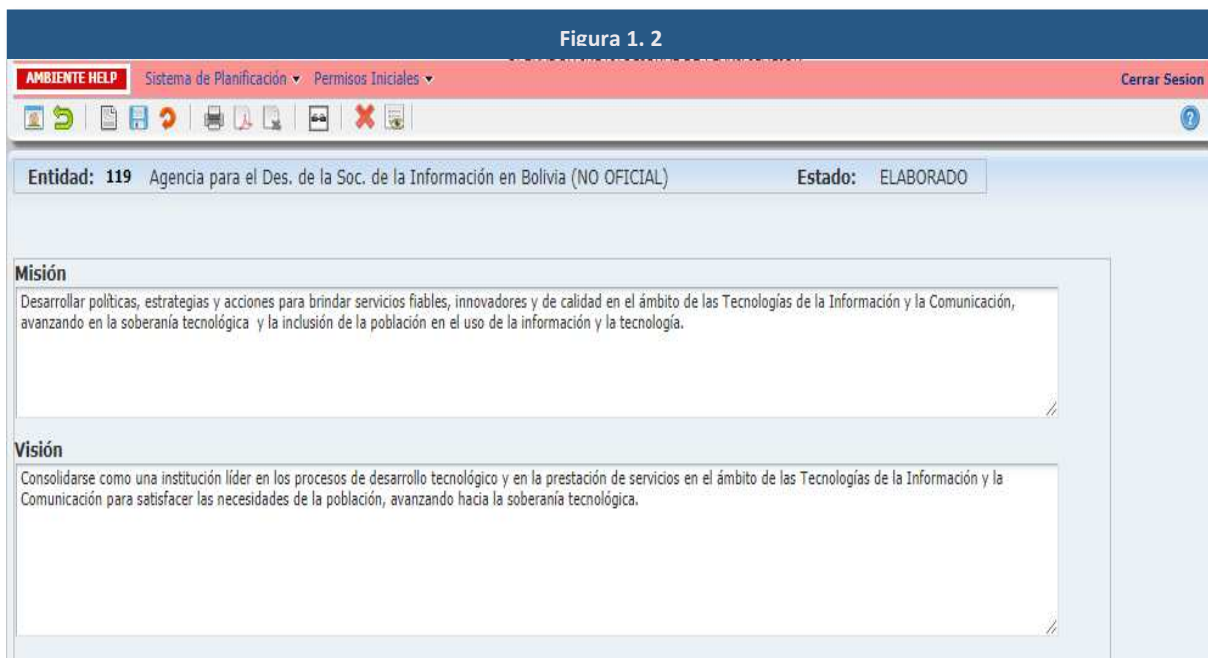 Figura 1. 2
AMBIENTE HELP Sistema de Planificación Permisos Iniciales Cerrar Sesion
Entidad: 119 Agencia para el Des. de la Soc. de la Información en Bolivia (NO OFICIAL) Estado: ELABORADO
Misión
Desarrollar políticas, estrategias y acciones para brindar servicios fiables, innovadores y de calidad en el ámbito de las Tecnologías de la Información y la Comunicación,
avanzando en la soberanía tecnológica y la inclusión de la población en el uso de la información y la tecnología.
Visión
Consolidarse como una institución líder en los procesos de desarrollo tecnológico y en la prestación de servicios en el ámbito de las Tecnologías de la Información y la
Comunicación para satisfacer las necesidades de la población, avanzando hacia la soberanía tecnológica.